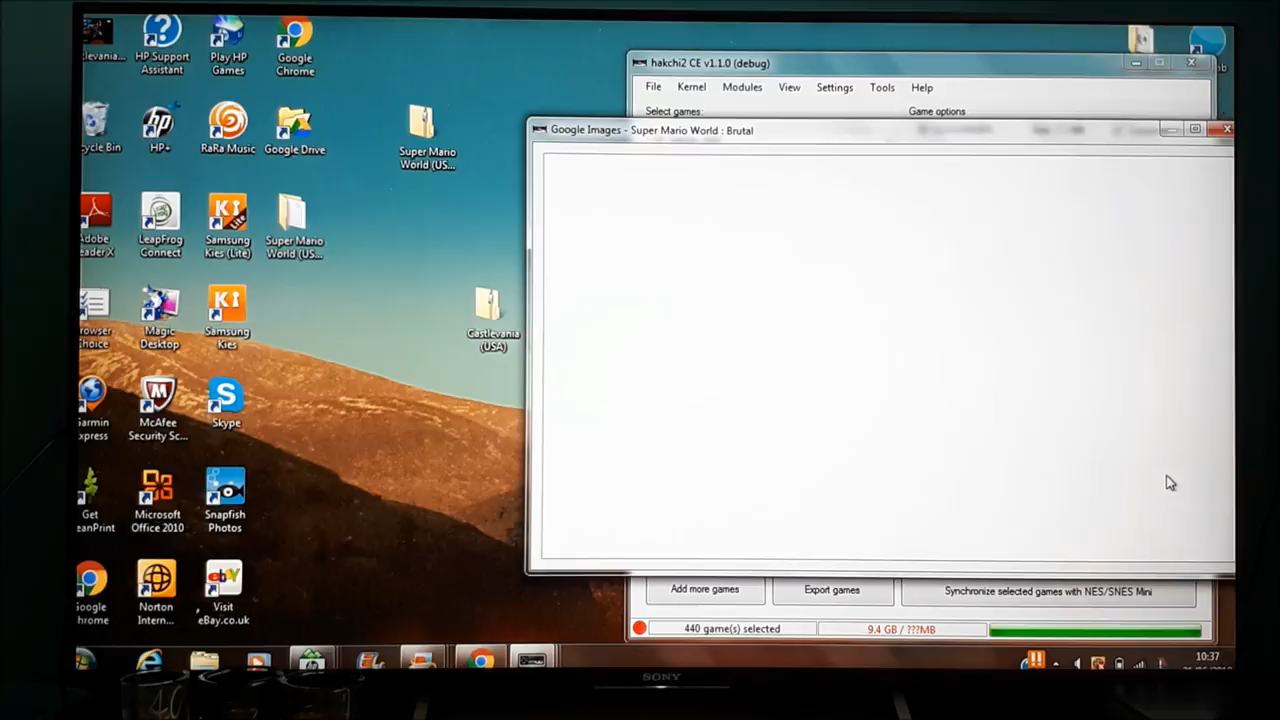 tlevania...
HP Support
Assistant
Play HP
Games
Google
Chrome
cycle Bin
HP+
RaRa Music
Google Drive
Super Mario
World (US...
Adobe
eader X
LeapFrog
Connect
Samsung
Kies (Lite)
Super Mario
World (US...
rowser
hoice
Magic
Desktop
Samsung
Kies
Castlevania
(USA)
armin
xpress
McAfee
Security Sc...
Skype
Get
eanPrint
Microsoft
Office 2010
Snapfish
Photos
Google
hrome
Norton
Intern...
Visit
eBay.co.uk
hakchi2 CE v1.1.0 (debug)
File Kernel Modules View Settings Tools Help
Select games: Game options
Google Images - Super Mario World : Brutal
Add more games Export games Synchronize selected games with NES/SNES Mini
440 game(s) selected 9.4 GB / ???MB
10:37
SONY
4.0